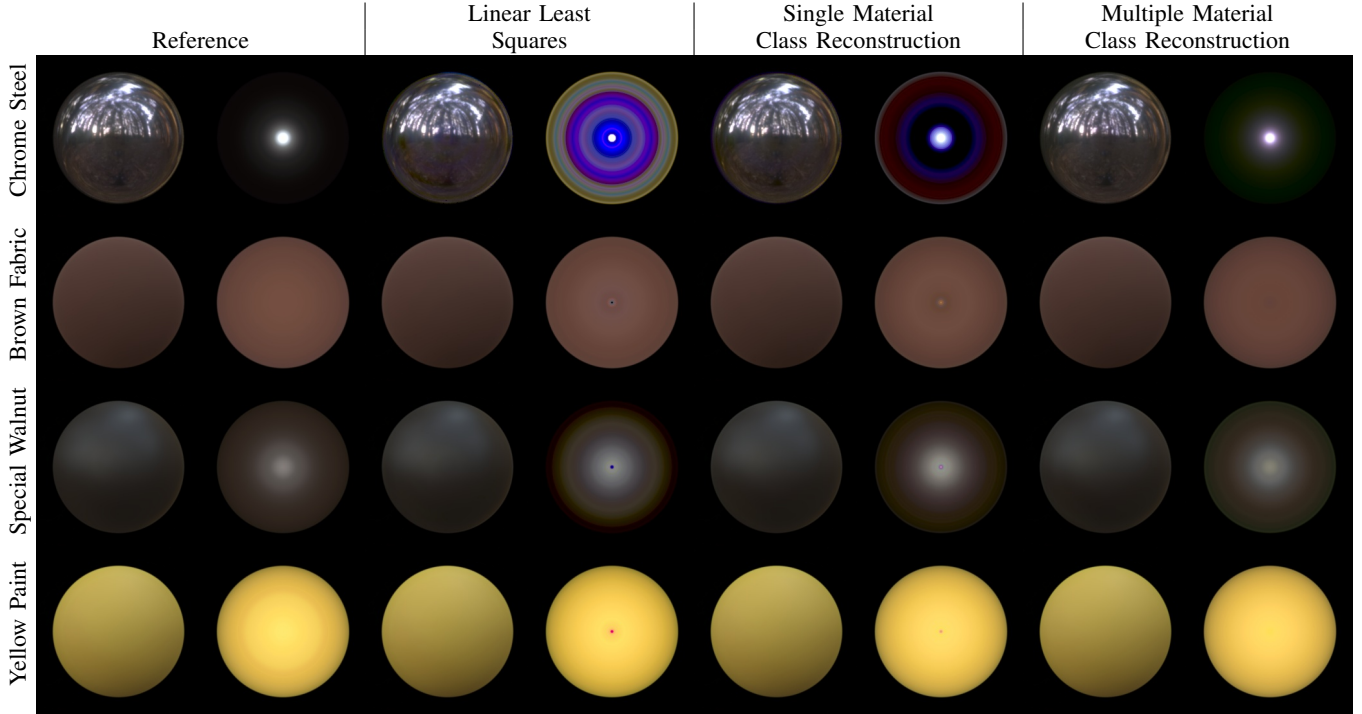 Reference
Linear Least
Squares
Single Material
Class Reconstruction
Multiple Material
Class Reconstruction
Chrome Steel
Brown Fabric
Special Walnut
Yellow Paint